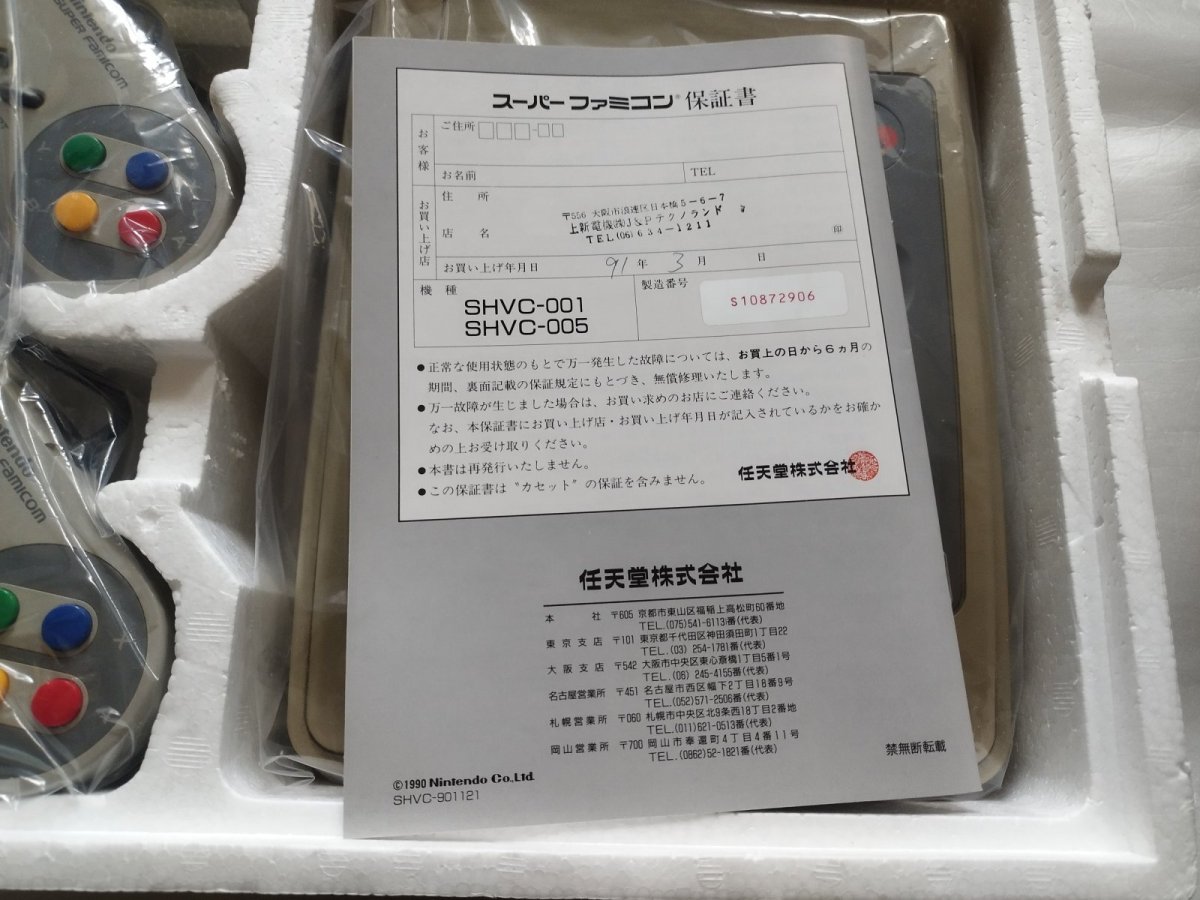 Nintendo
SUPER FAMICOM
Nintendo
SUPER FAMICOM
Y
B
A
X
スーパーファミコン® 保証書
お客様
ご住所
お名前
TEL
お買い上げ店
住 所
〒556 大阪市浪速区日本橋5-6-7
店 名
上新電機㈱J&Pテクノランド
TEL(06)634-1211
印
お買い上げ年月日 91年 3月 日
機 種
SHVC-001
SHVC-005
製造番号
S10872906
●正常な使用状態のもとで万一発生した故障については、お買上の日から6ヵ月の
期間、裏面記載の保証規定にもとづき、無償修理いたします。
●万一故障が生じました場合は、お買い求めのお店にご連絡ください。
なお、本保証書にお買い上げ店・お買い上げ年月日が記入されているかをお確か
めの上お受け取りください。
●本書は再発行いたしません。
●この保証書は〝カセット〟の保証を含みません。
任天堂株式会社
任天堂株式会社
本 社 〒605 京都市東山区福稲上高松町60番地
TEL.(075)541-6113番(代表)
東京支店 〒101 東京都千代田区神田須田町1丁目22
TEL.(03) 254-1781番(代表)
大阪支店 〒542 大阪市中央区東心斎橋1丁目5番1号
TEL.(06) 245-4155番(代表)
名古屋営業所 〒451 名古屋市西区幅下2丁目18番9号
TEL.(052)571-2506番(代表)
札幌営業所 〒060 札幌市中央区北9条西18丁目2番地
TEL.(011)621-0513番(代表)
岡山営業所 〒700 岡山市奉還町4丁目4番11号
TEL.(0862)52-1821番(代表)
禁無断転載
©1990 Nintendo Co.,Ltd.
SHVC-901121